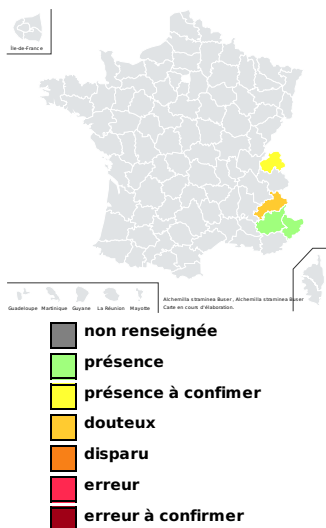 Île-de-France
Guadeloupe Martinique Guyane La Réunion Mayotte
Alchemilla straminea Buser , Alchemilla straminea Buser
Carte en cours d'élaboration.
non renseignée
présence
présence à confimer
douteux
disparu
erreur
erreur à confirmer